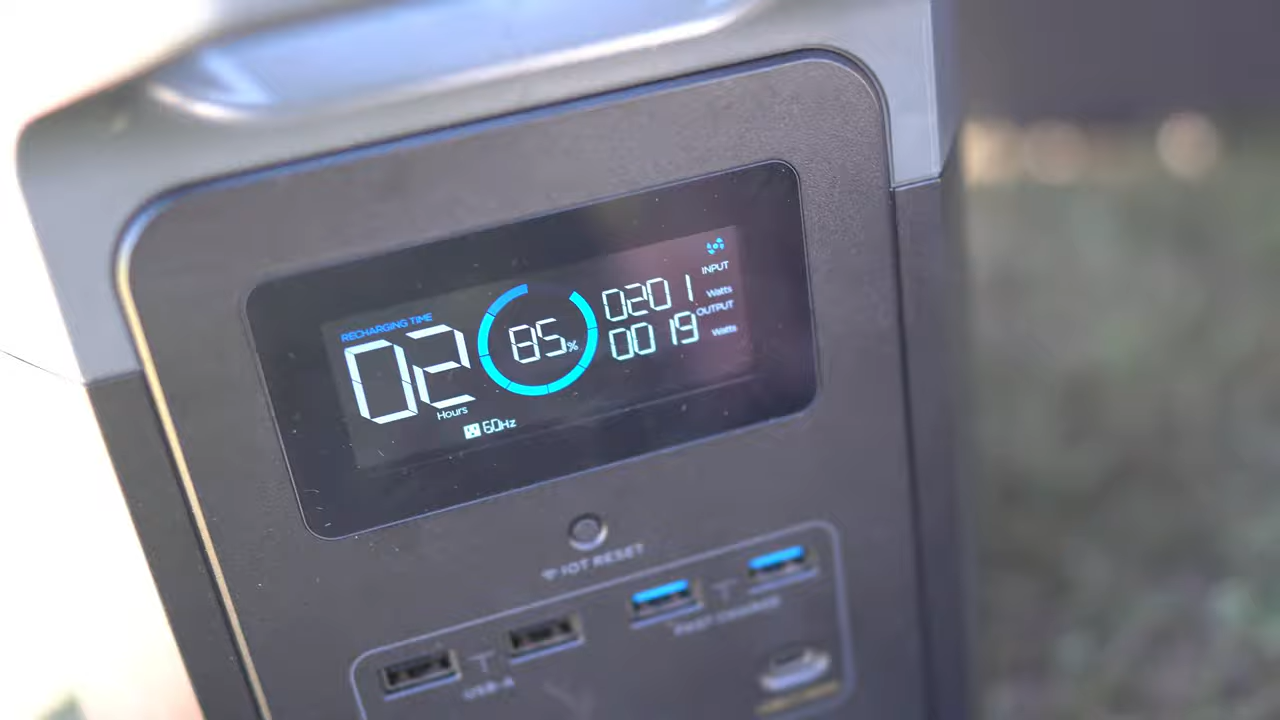 RECHARGING TIME
02
Hours
60Hz
85%
INPUT
0201 Watts
OUTPUT
0019 Watts
IOT RESET
USB-A
FAST CHARGE